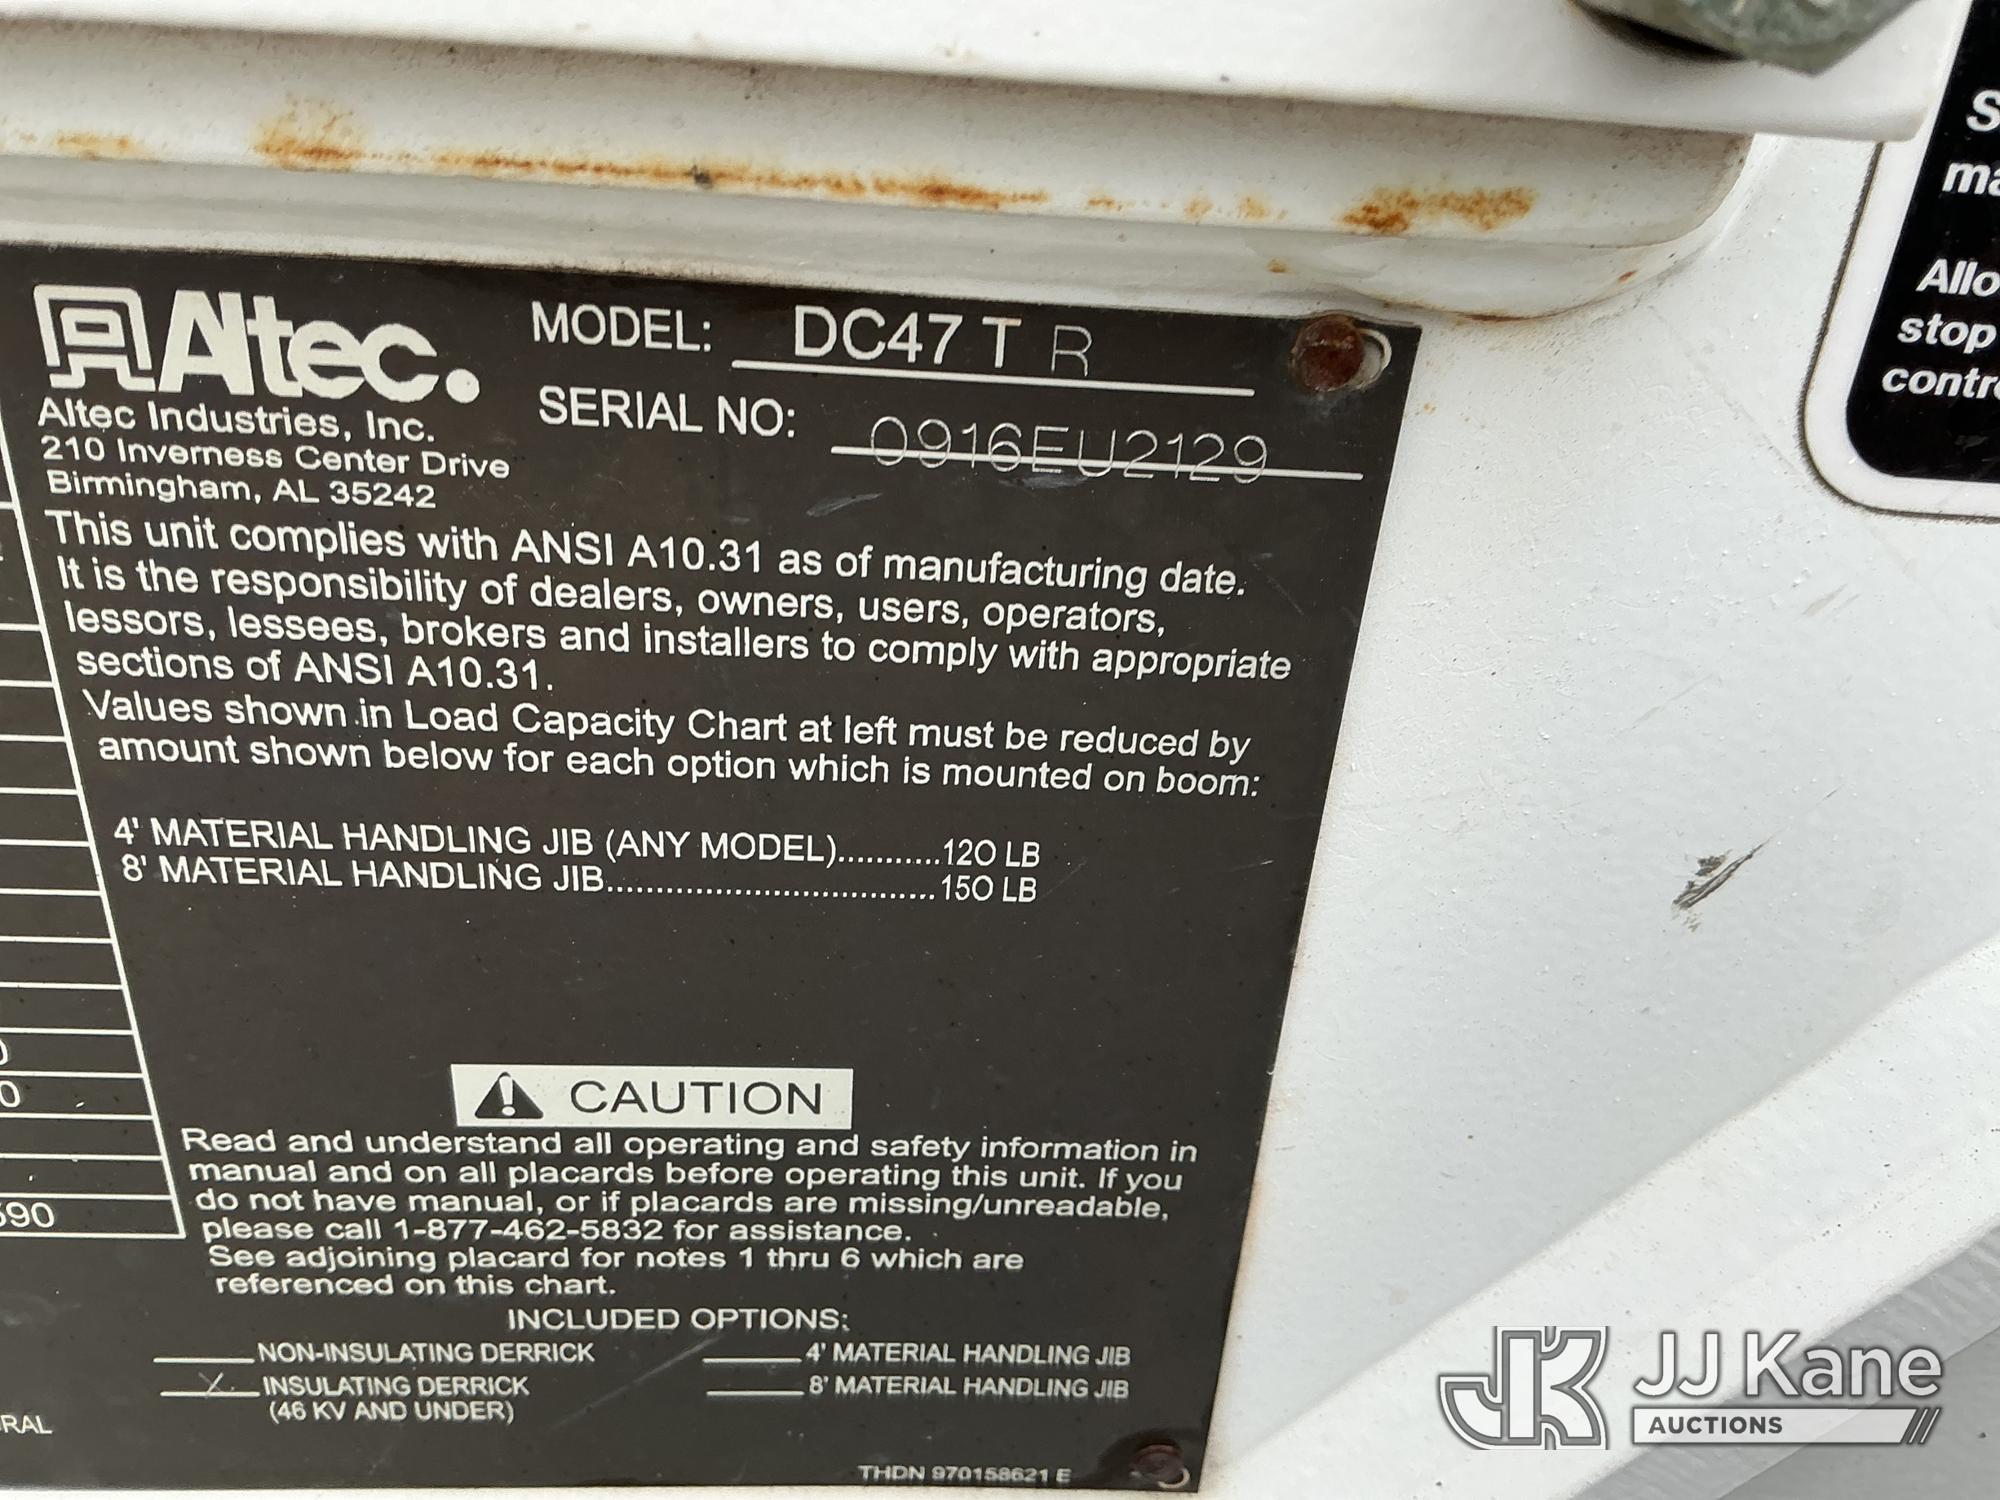 Altec.
MODEL: DC47 T R
SERIAL NO: 0916EU2129
Altec Industries, Inc.
210 Inverness Center Drive
Birmingham, AL 35242
This unit complies with ANSI A10.31 as of manufacturing date.
It is the responsibility of dealers, owners, users, operators,
lessors, lessees, brokers and installers to comply with appropriate
sections of ANSI A10.31.
Values shown in Load Capacity Chart at left must be reduced by
amount shown below for each option which is mounted on boom:
4' MATERIAL HANDLING JIB (ANY MODEL)...........120 LB
8' MATERIAL HANDLING JIB.................................150 LB
CAUTION
Read and understand all operating and safety information in
manual and on all placards before operating this unit. If you
do not have manual, or if placards are missing/unreadable,
please call 1-877-462-5832 for assistance.
See adjoining placard for notes 1 thru 6 which are
referenced on this chart.
INCLUDED OPTIONS:
NON-INSULATING DERRICK
4' MATERIAL HANDLING JIB
X INSULATING DERRICK
8' MATERIAL HANDLING JIB
(46 KV AND UNDER)
THDN 970158621 E
0
0
90
RAL
S
ma
Allo
stop
contr
JK JJ Kane
AUCTIONS